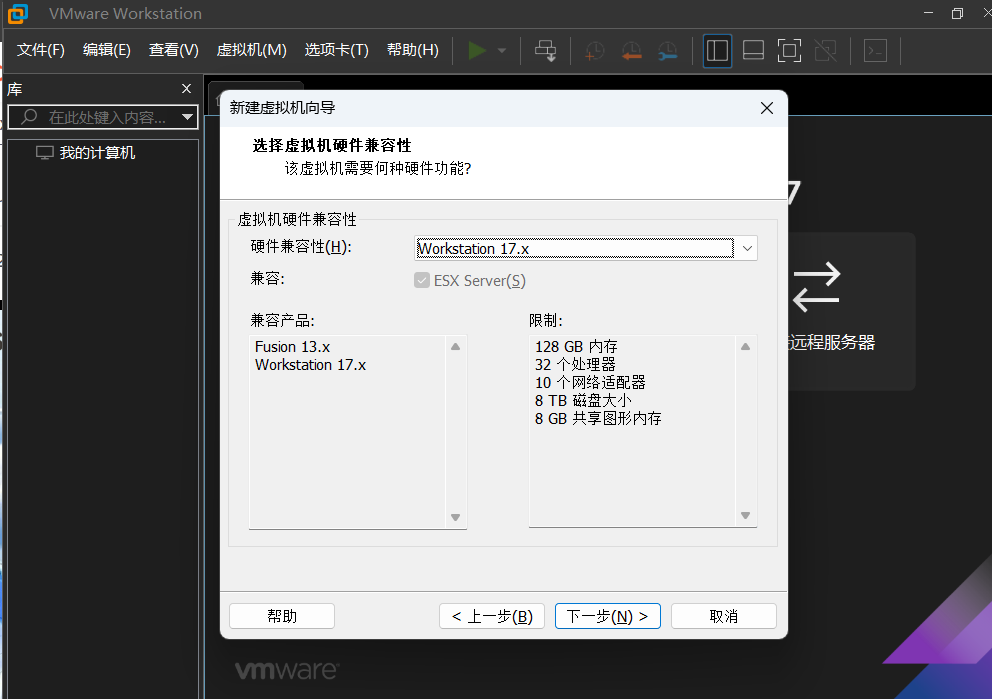 VMware Workstation
文件(F) 编辑(E) 查看(V) 虚拟机(M) 选项卡(T) 帮助(H)
库
在此处键入内容...
我的计算机
新建虚拟机向导
选择虚拟机硬件兼容性
该虚拟机需要何种硬件功能?
虚拟机硬件兼容性
硬件兼容性(H):
Workstation 17.x
兼容:
ESX Server(S)
兼容产品:
Fusion 13.x
Workstation 17.x
限制:
128 GB 内存
32 个处理器
10 个网络适配器
8 TB 磁盘大小
8 GB 共享图形内存
7
远程服务器
帮助
< 上一步(B)
下一步(N) >
取消
vmware